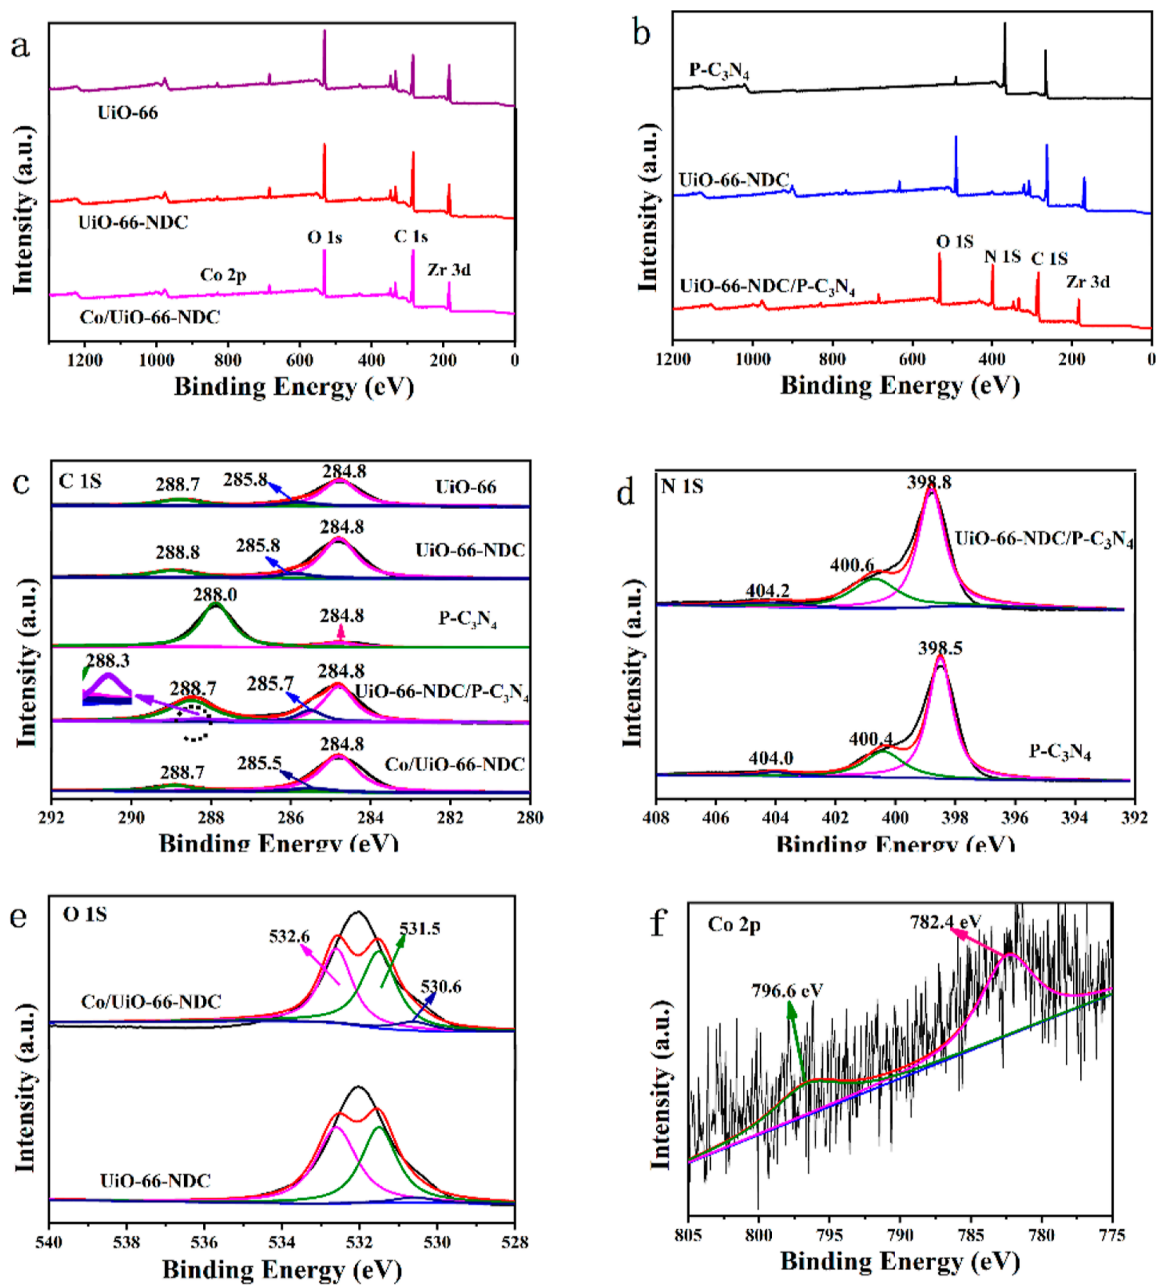 a
UiO-66
UiO-66-NDC
O 1s
C 1s
Co 2p
Zr 3d
Co/UiO-66-NDC
Intensity (a.u.)
1200 1000 800 600 400 200 0
Binding Energy (eV)
b
P-C₃N₄
UiO-66-NDC
O 1S
N 1S
C 1S
Zr 3d
UiO-66-NDC/P-C₃N₄
Intensity (a.u.)
1200 1000 800 600 400 200 0
Binding Energy (eV)
c
C 1S
288.7 285.8 284.8
UiO-66
288.8 285.8 284.8
UiO-66-NDC
288.0 284.8
P-C₃N₄
288.3
288.7 285.7 284.8
UiO-66-NDC/P-C₃N₄
288.7 285.5 284.8
Co/UiO-66-NDC
Intensity (a.u.)
292 290 288 286 284 282 280
Binding Energy (eV)
d
N 1S
398.8
UiO-66-NDC/P-C₃N₄
400.6
404.2
398.5
400.4
404.0
P-C₃N₄
Intensity (a.u.)
408 406 404 402 400 398 396 394 392
Binding Energy (eV)
e
O 1S
532.6
531.5
530.6
Co/UiO-66-NDC
UiO-66-NDC
Intensity (a.u.)
540 538 536 534 532 530 528
Binding Energy (eV)
f
Co 2p
782.4 eV
796.6 eV
Intensity (a.u.)
805 800 795 790 785 780 775
Binding Energy (eV)